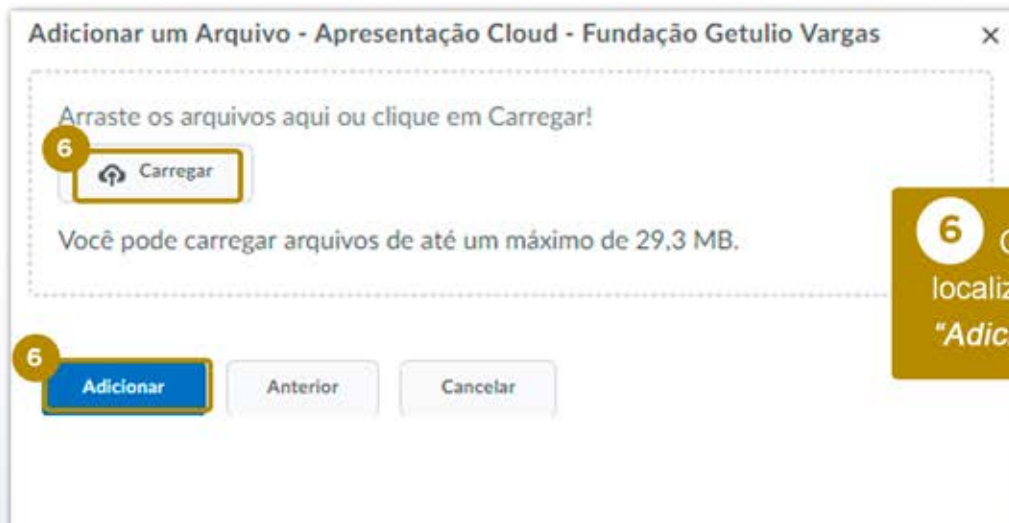 Adicionar um Arquivo - Apresentação Cloud - Fundação Getulio Vargas ×
Arraste os arquivos aqui ou clique em Carregar!
6
Carregar
Você pode carregar arquivos de até um máximo de 29,3 MB.
6
6
Adicionar Anterior Cancelar